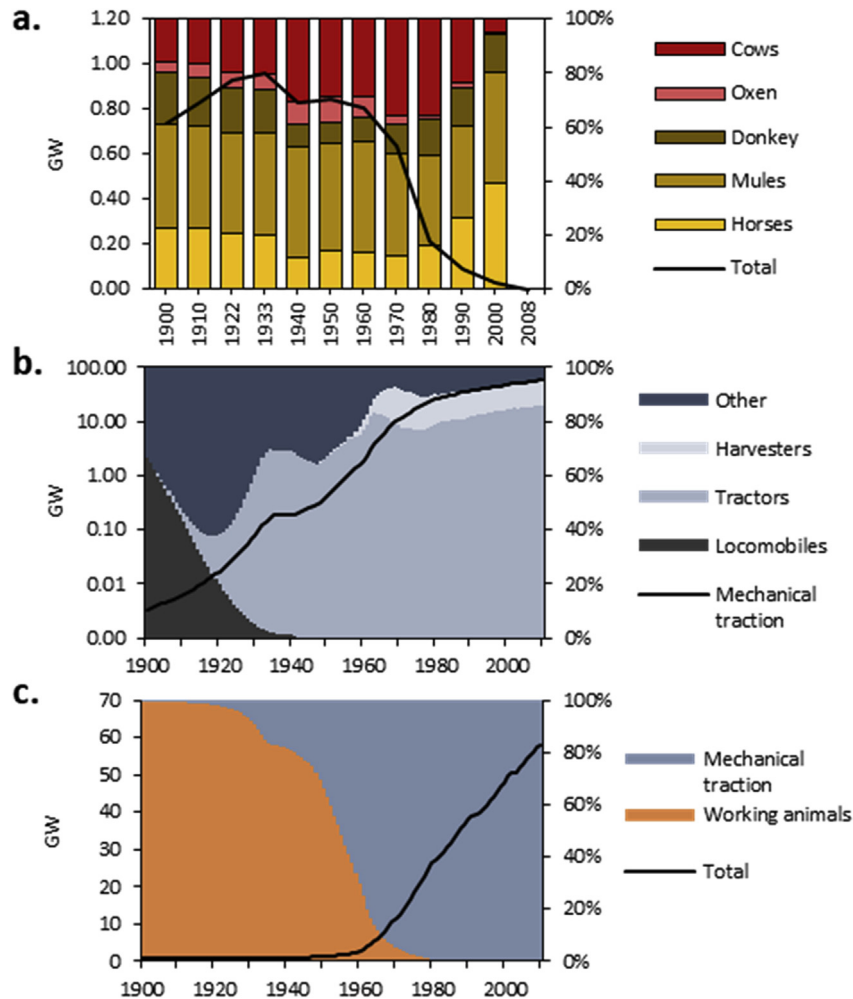 a.
1.20
1.00
0.80
0.60
0.40
0.20
0.00
GW
100%
80%
60%
40%
20%
0%
1900
1910
1922
1933
1940
1950
1960
1970
1980
1990
2000
2008
Cows
Oxen
Donkey
Mules
Horses
Total
b.
100.00
10.00
1.00
0.10
0.01
0.00
GW
100%
80%
60%
40%
20%
0%
1900 1920 1940 1960 1980 2000
Other
Harvesters
Tractors
Locomobiles
Mechanical
traction
c.
70
60
50
40
30
20
10
0
GW
100%
80%
60%
40%
20%
0%
1900 1920 1940 1960 1980 2000
Mechanical
traction
Working animals
Total